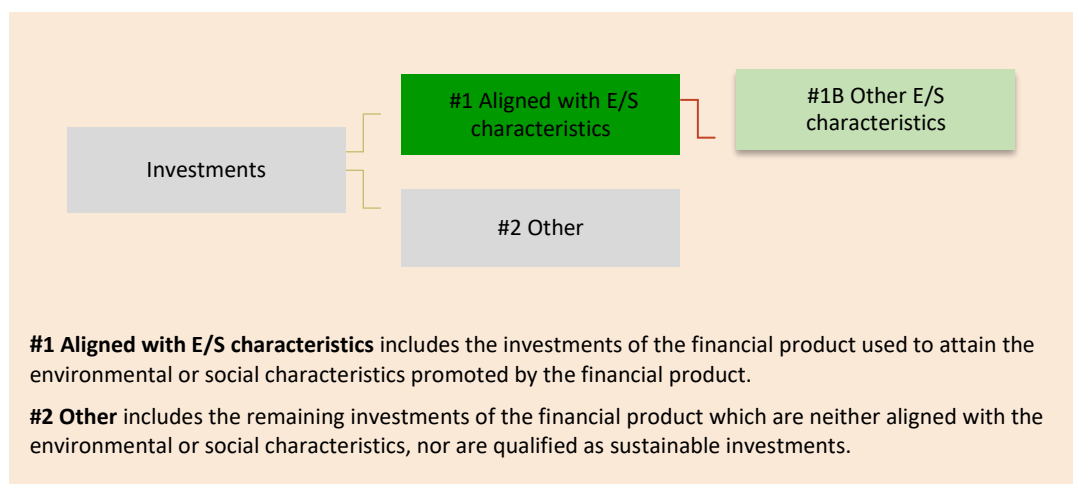 #1 Aligned with E/S
characteristics
#1B Other E/S
characteristics
Investments
#2 Other
#1 Aligned with E/S characteristics includes the investments of the financial product used to attain the
environmental or social characteristics promoted by the financial product.
#2 Other includes the remaining investments of the financial product which are neither aligned with the
environmental or social characteristics, nor are qualified as sustainable investments.